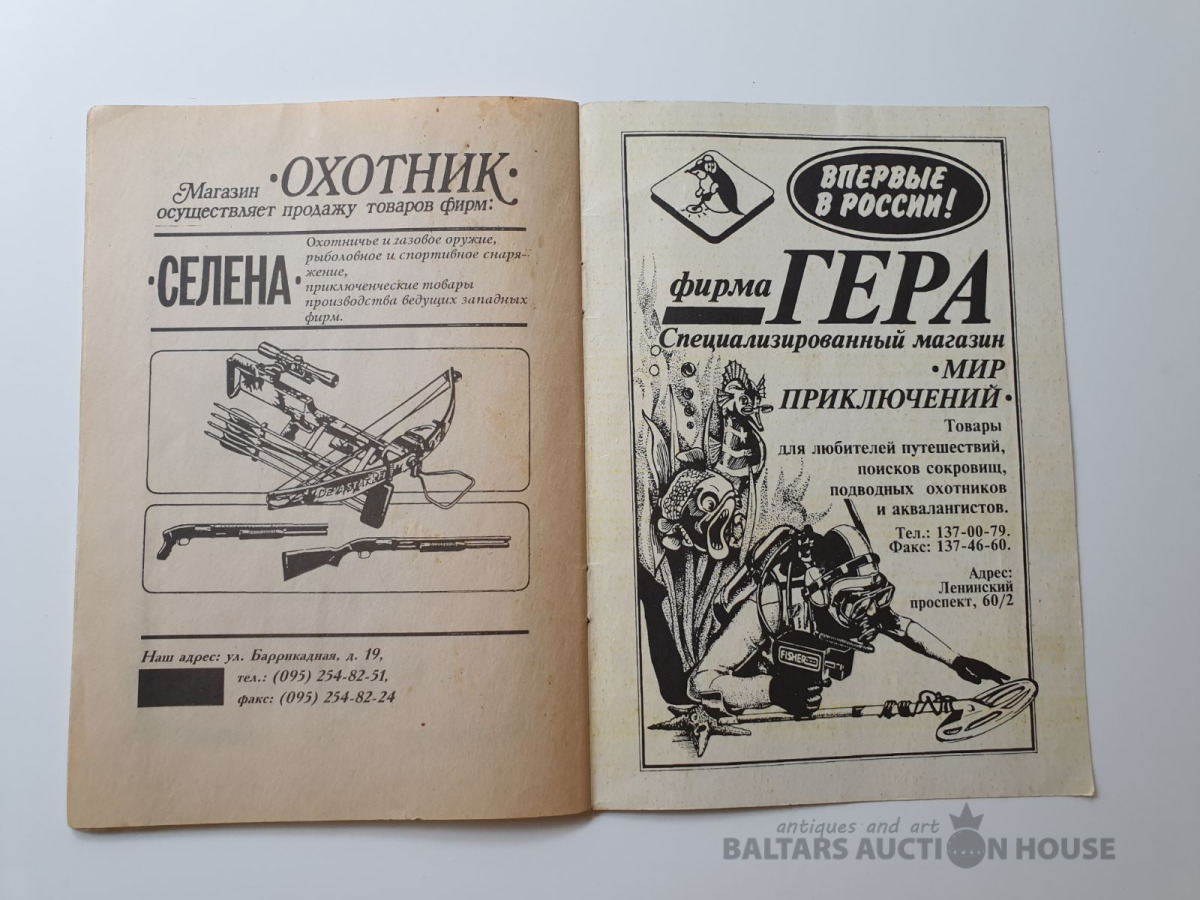 Магазин ·ОХОТНИК·
осуществляет продажу товаров фирм:
·СЕЛЕНА·
Охотничье и газовое оружие,
рыболовное и спортивное снаря-
жение,
приключенческие товары
производства ведущих западных
фирм.
Наш адрес: ул. Баррикадная, д. 19,
тел.: (095) 254-82-51,
факс: (095) 254-82-24
ВПЕРВЫЕ
В РОССИИ!
фирма ГЕРА
Специализированный магазин
·МИР
ПРИКЛЮЧЕНИЙ·
Товары
для любителей путешествий,
поисков сокровищ,
подводных охотников
и аквалангистов.
Тел.: 137-00-79.
Факс: 137-46-60.
Адрес:
Ленинский
проспект, 60/2
FISHER
antiques and art
BALTARS AUCTION HOUSE